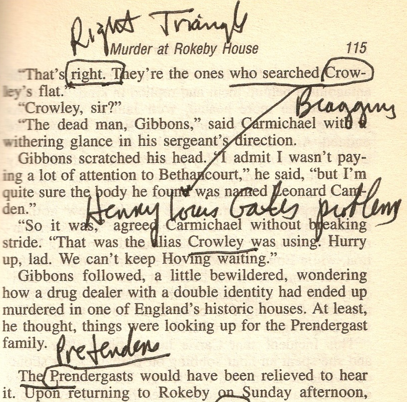 Right Triangle
Murder at Rokeby House 115
"That's right. They're the ones who searched Crow-
ley's flat."
"Crowley, sir?"
"The dead man, Gibbons," said Carmichael with a
withering glance in his sergeant's direction.
Gibbons scratched his head. "I admit I wasn't pay-
ing a lot of attention to Bethancourt," he said, "but I'm
quite sure the body he found was named Leonard Cam-
den."
Henry Louis Gates problem
"So it was," agreed Carmichael without breaking
stride. "That was the alias Crowley was using. Hurry
up, lad. We can't keep Hoving waiting."
Gibbons followed, a little bewildered, wondering
how a drug dealer with a double identity had ended up
murdered in one of England's historic houses. At least,
he thought, things were looking up for the Prendergast
family.
Pretenders
The Prendergasts would have been relieved to hear
it. Upon returning to Rokeby on Sunday afternoon,